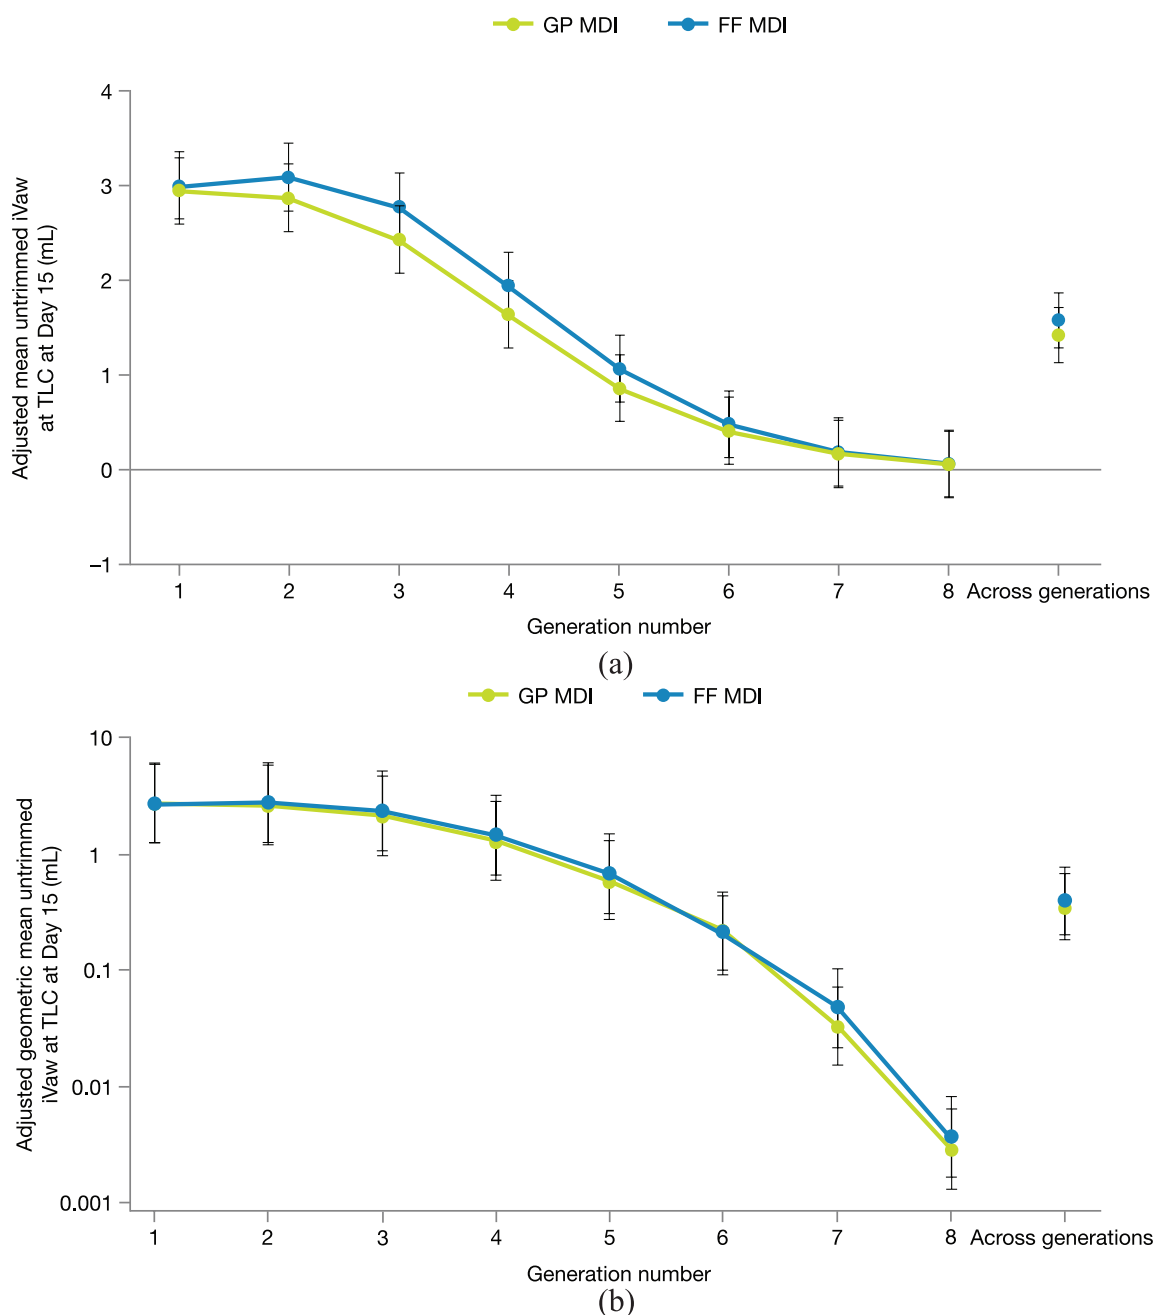 GP MDI FF MDI
Adjusted mean untrimmed iVaw
at TLC at Day 15 (mL)
4
3
2
1
0
−1
1 2 3 4 5 6 7 8 Across generations
Generation number
(a)
GP MDI FF MDI
Adjusted geometric mean untrimmed
iVaw at TLC at Day 15 (mL)
10
1
0.1
0.01
0.001
1 2 3 4 5 6 7 8 Across generations
Generation number
(b)